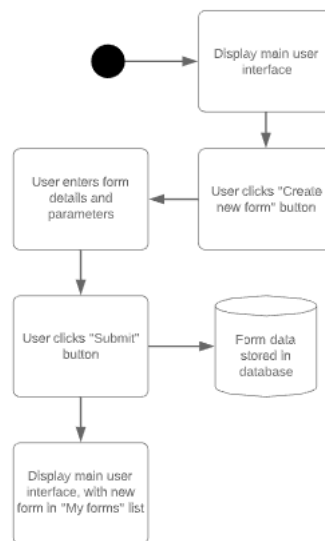 Display main user
interface
User clicks "Create
new form" button
User enters form
details and
parameters
User clicks "Submit"
button
Form data
stored in
database
Display main user
interface, with new
form in "My forms" list